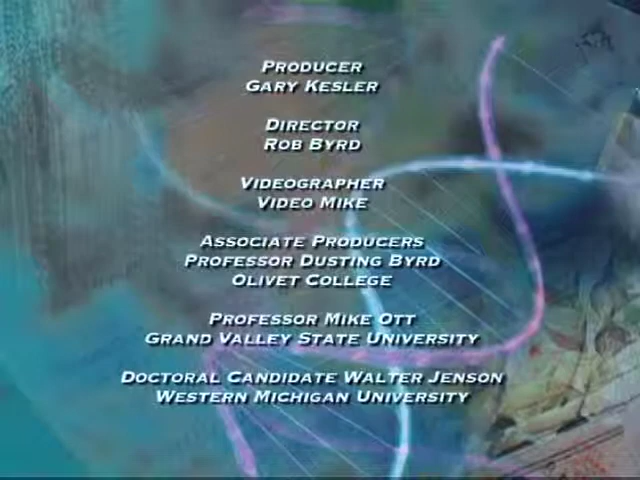 Producer
Gary Kesler
Director
Rob Byrd
Videographer
Video Mike
Associate Producers
Professor Dusting Byrd
Olivet College
Professor Mike Ott
Grand Valley State University
Doctoral Candidate Walter Jenson
Western Michigan University